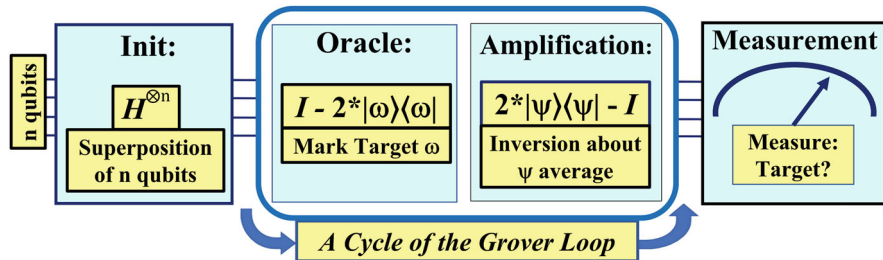 n qubits
Init:
H⊗n
Superposition
of n qubits
Oracle:
I - 2*|ω⟩⟨ω|
Mark Target ω
Amplification:
2*|ψ⟩⟨ψ| - I
Inversion about
ψ average
Measurement
Measure:
Target?
A Cycle of the Grover Loop